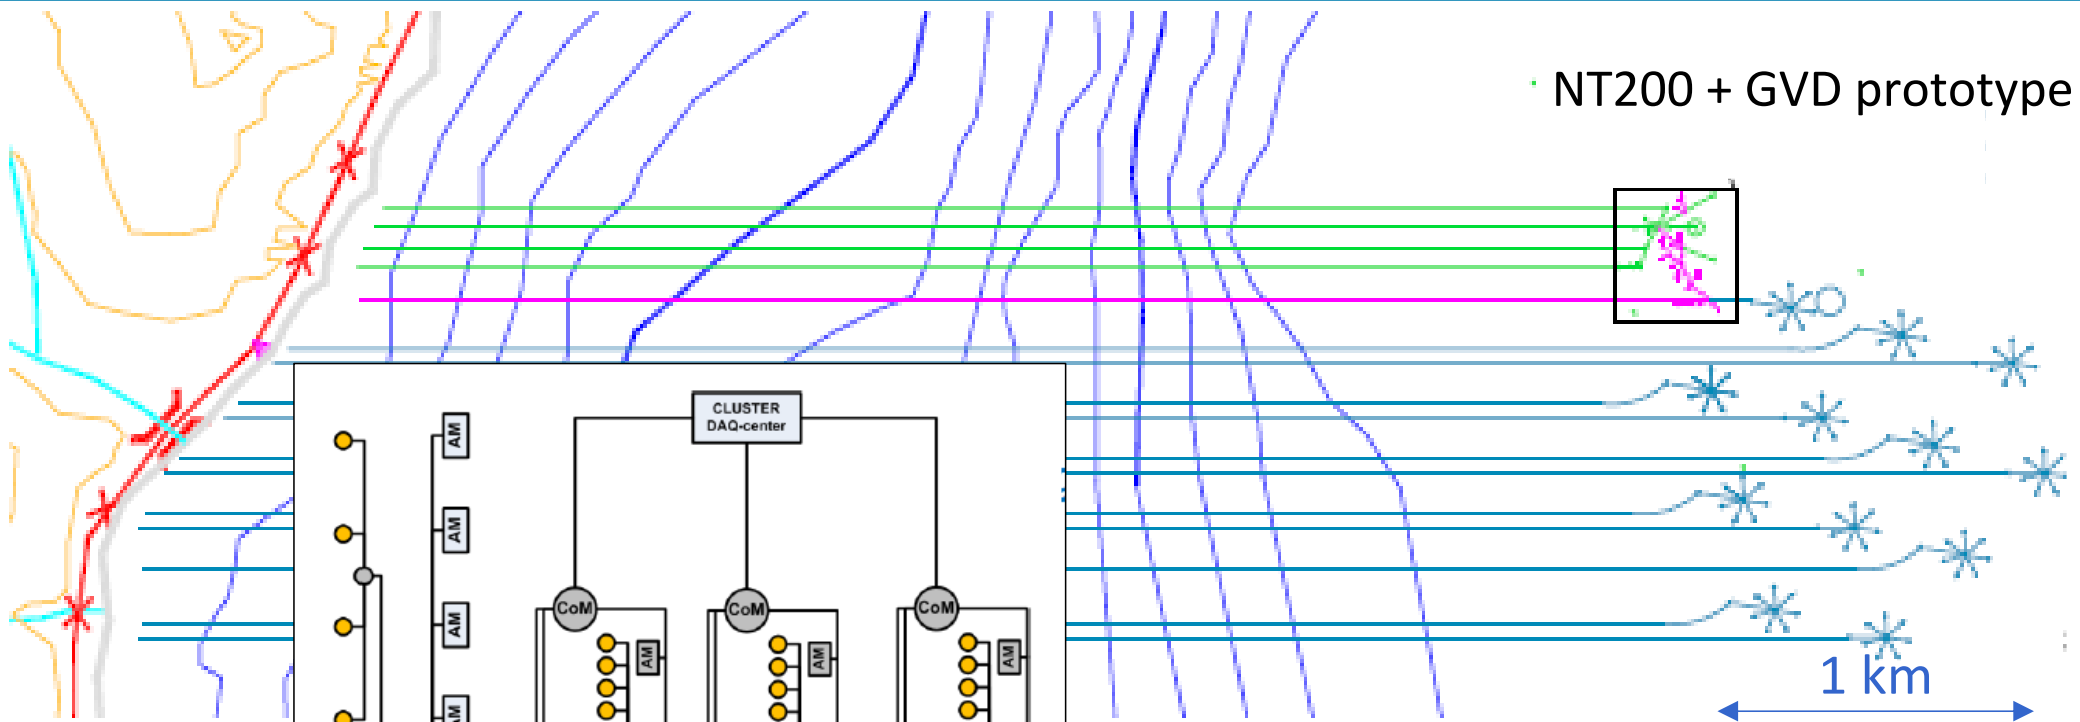 NT200 + GVD prototype
CLUSTER
DAQ-center
AM
AM
AM
AM
CoM
CoM
CoM
AM
AM
AM
1 km